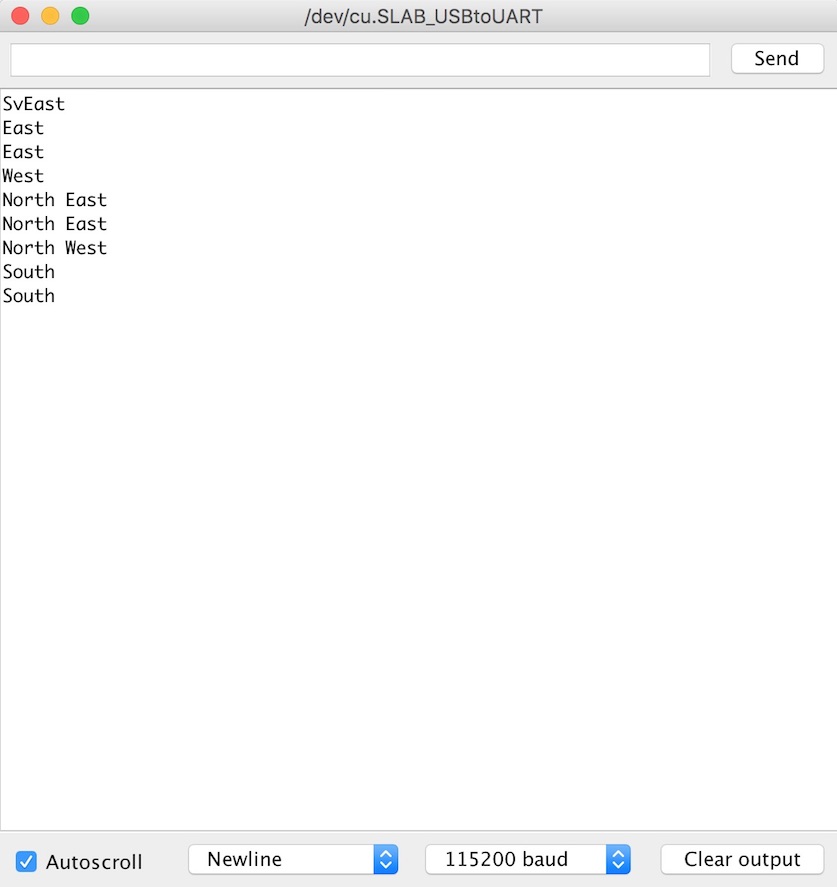 /dev/cu.SLAB_USBtoUART
Send
SvEast
East
East
West
North East
North East
North West
South
South
Autoscroll
Newline
115200 baud
Clear output